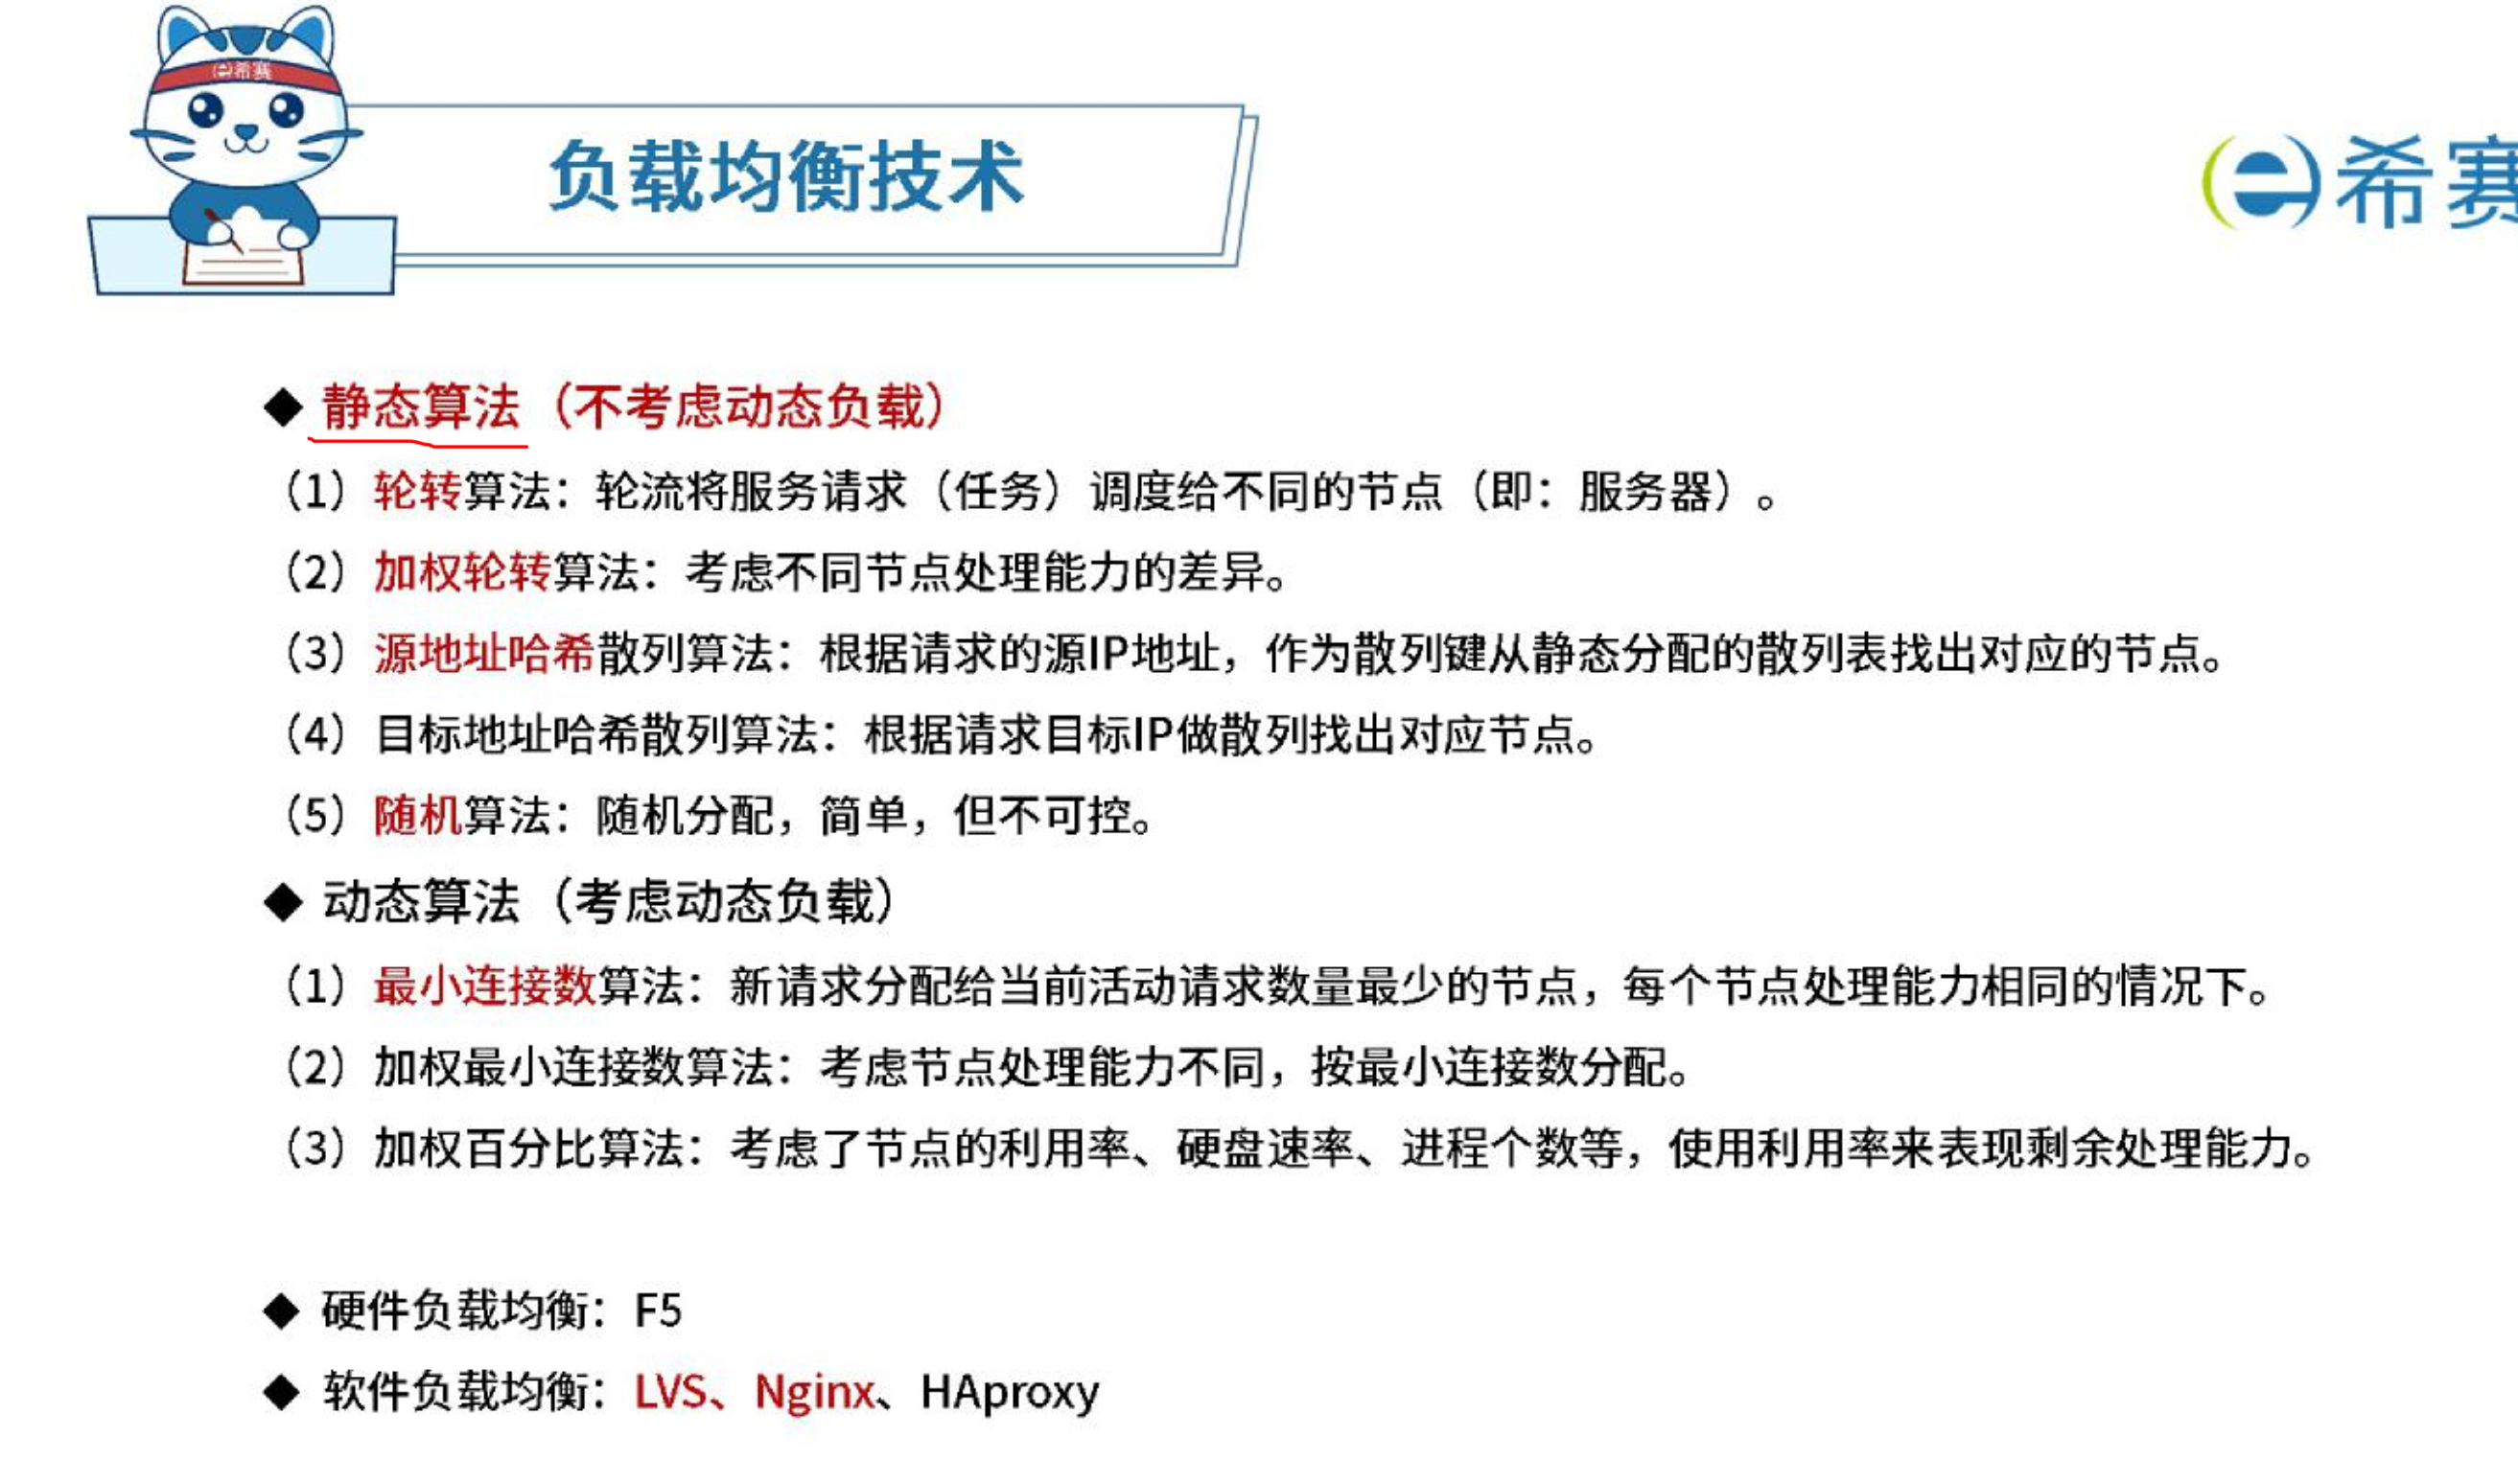 希赛
负载均衡技术
希赛
◆ 静态算法（不考虑动态负载）
（1）轮转算法：轮流将服务请求（任务）调度给不同的节点（即：服务器）。
（2）加权轮转算法：考虑不同节点处理能力的差异。
（3）源地址哈希散列算法：根据请求的源IP地址，作为散列键从静态分配的散列表找出对应的节点。
（4）目标地址哈希散列算法：根据请求目标IP做散列找出对应节点。
（5）随机算法：随机分配，简单，但不可控。
◆ 动态算法（考虑动态负载）
（1）最小连接数算法：新请求分配给当前活动请求数量最少的节点，每个节点处理能力相同的情况下。
（2）加权最小连接数算法：考虑节点处理能力不同，按最小连接数分配。
（3）加权百分比算法：考虑了节点的利用率、硬盘速率、进程个数等，使用利用率来表现剩余处理能力。
◆ 硬件负载均衡：F5
◆ 软件负载均衡：LVS、Nginx、HAproxy